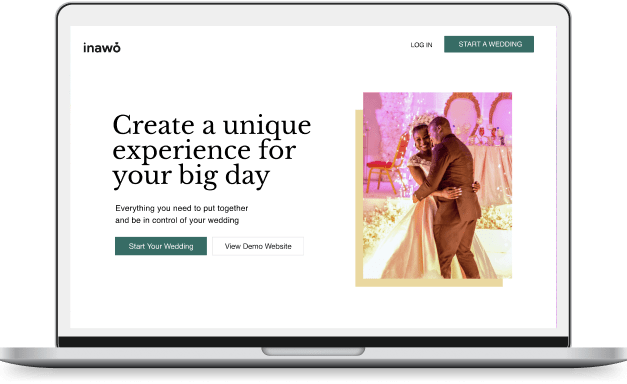 inawo
LOG IN
START A WEDDING
Create a unique
experience for
your big day
Everything you need to put together
and be in control of your wedding
Start Your Wedding
View Demo Website